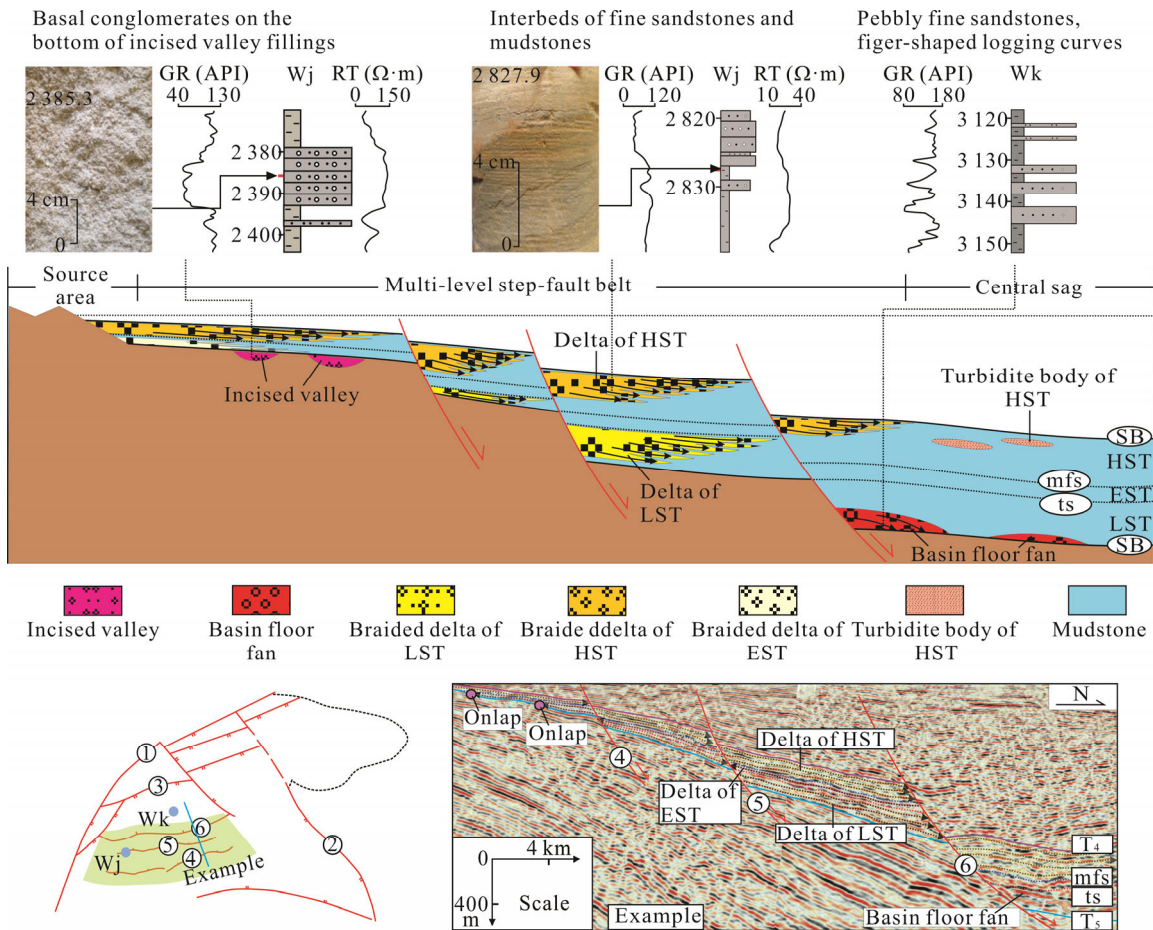 Basal conglomerates on the
bottom of incised valley fillings
Interbeds of fine sandstones and
mudstones
Pebbly fine sandstones,
figer-shaped logging curves
2 385.3
4 cm
0
GR (API)
40 130
Wj
RT (Ω·m)
0 150
2 380
2 390
2 400
2 827.9
4 cm
0
GR (API)
0 120
Wj
RT (Ω·m)
10 40
2 820
2 830
GR (API)
80 180
Wk
3 120
3 130
3 140
3 150
Source
area
Multi-level step-fault belt
Central sag
Incised valley
Delta of HST
Delta of
LST
Turbidite body of
HST
Basin floor fan
SB
HST
mfs
EST
ts
LST
SB
Incised valley
Basin floor
fan
Braided delta of
LST
Braide ddelta of
HST
Braided delta of
EST
Turbidite body of
HST
Mudstone
①
③
Wk
⑥
⑤
Wj
④
Example
②
N
Onlap
Onlap
④
Delta of HST
Delta of
EST
⑤
Delta of LST
⑥
T4
mfs
ts
T5
Basin floor fan
0 4 km
400
m
Scale
Example